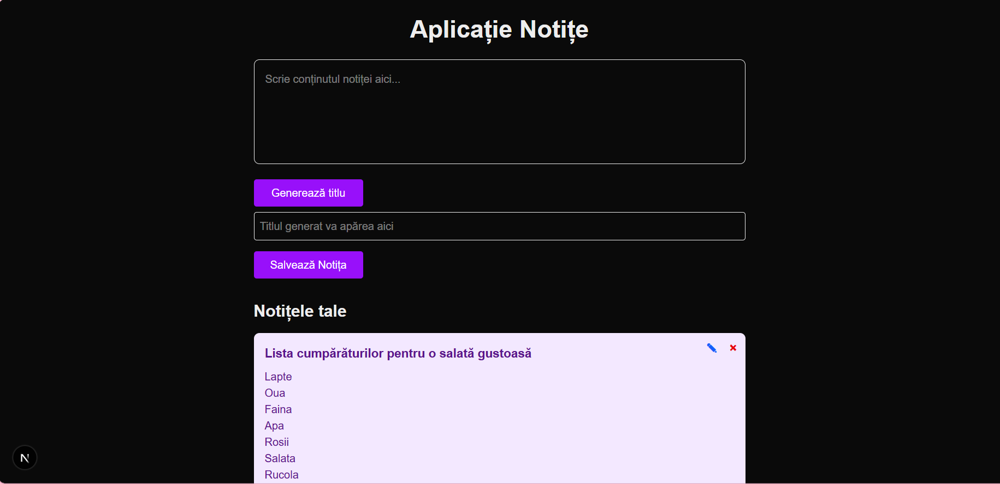 Aplicație Notițe
Scrie conținutul notiței aici...
Generează titlu
Titlul generat va apărea aici
Salvează Notița
Notițele tale
Lista cumpărăturilor pentru o salată gustoasă
Lapte
Oua
Faina
Apa
Rosii
Salata
Rucola
N